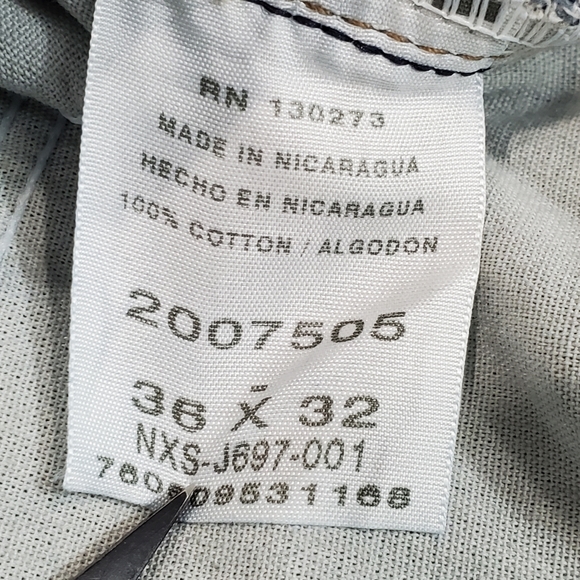 RN 130273
MADE IN NICARAGUA
HECHO EN NICARAGUA
100% COTTON / ALGODON
2007505
36 X 32
NXS-J697-001